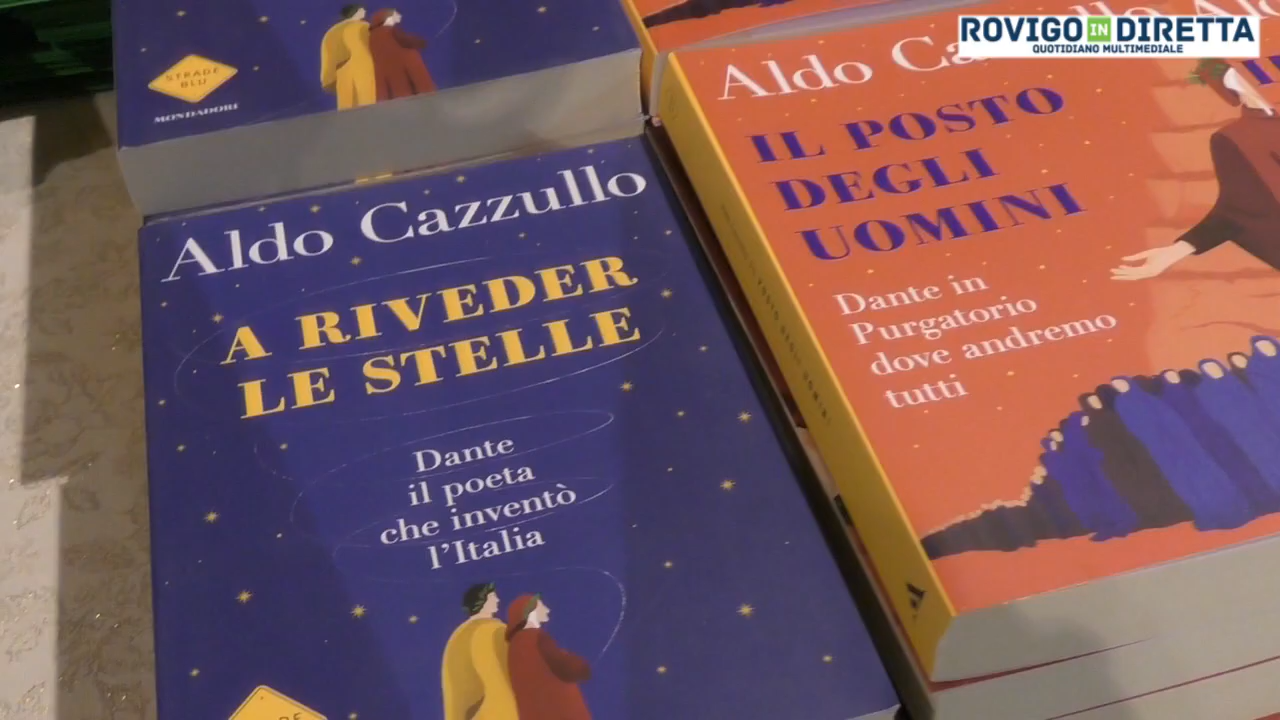 ROVIGO IN DIRETTA
QUOTIDIANO MULTIMEDIALE
STRADE
BLU
MONDADORI
Aldo Cazzullo
A RIVEDER
LE STELLE
Dante
il poeta
che inventò
l'Italia
Aldo
IL POSTO
DEGLI
UOMINI
Dante in
Purgatorio
dove andremo
tutti